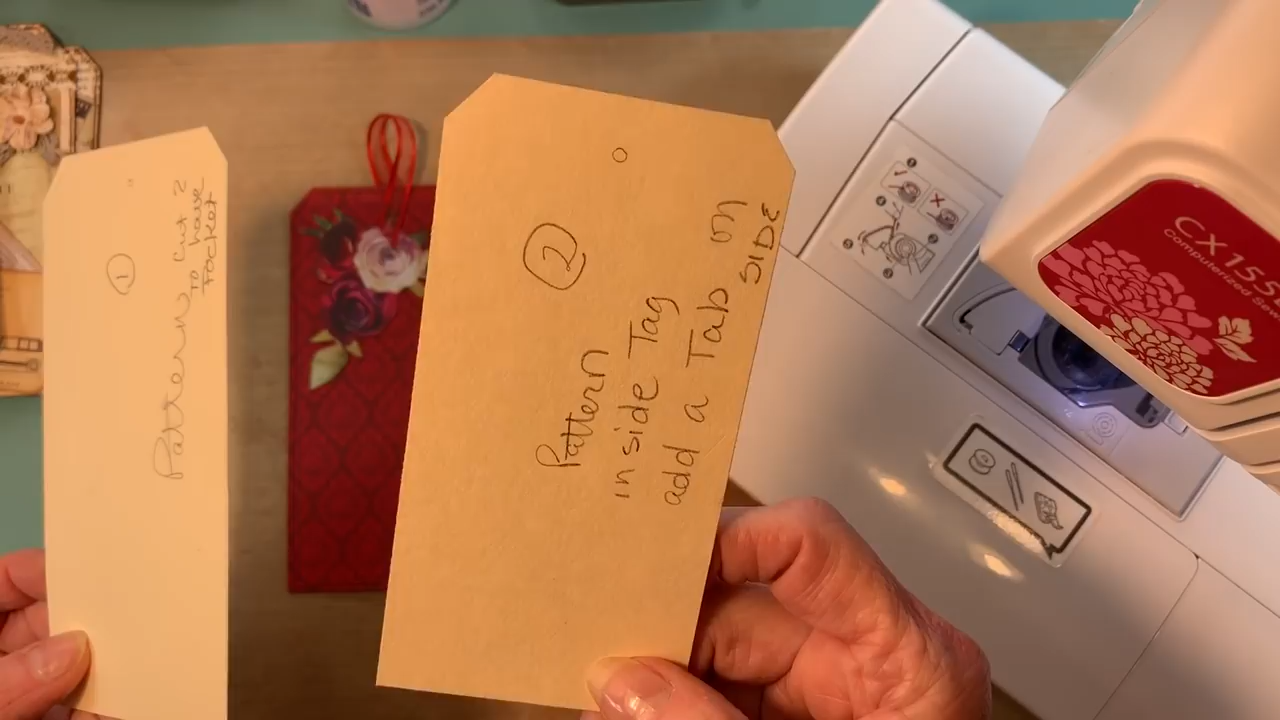 ①
Pattern
Cut 2
to have
Pocket
②
Pattern
inside Tag
add a Tab on
SIDE
CX155
Computerized Sew